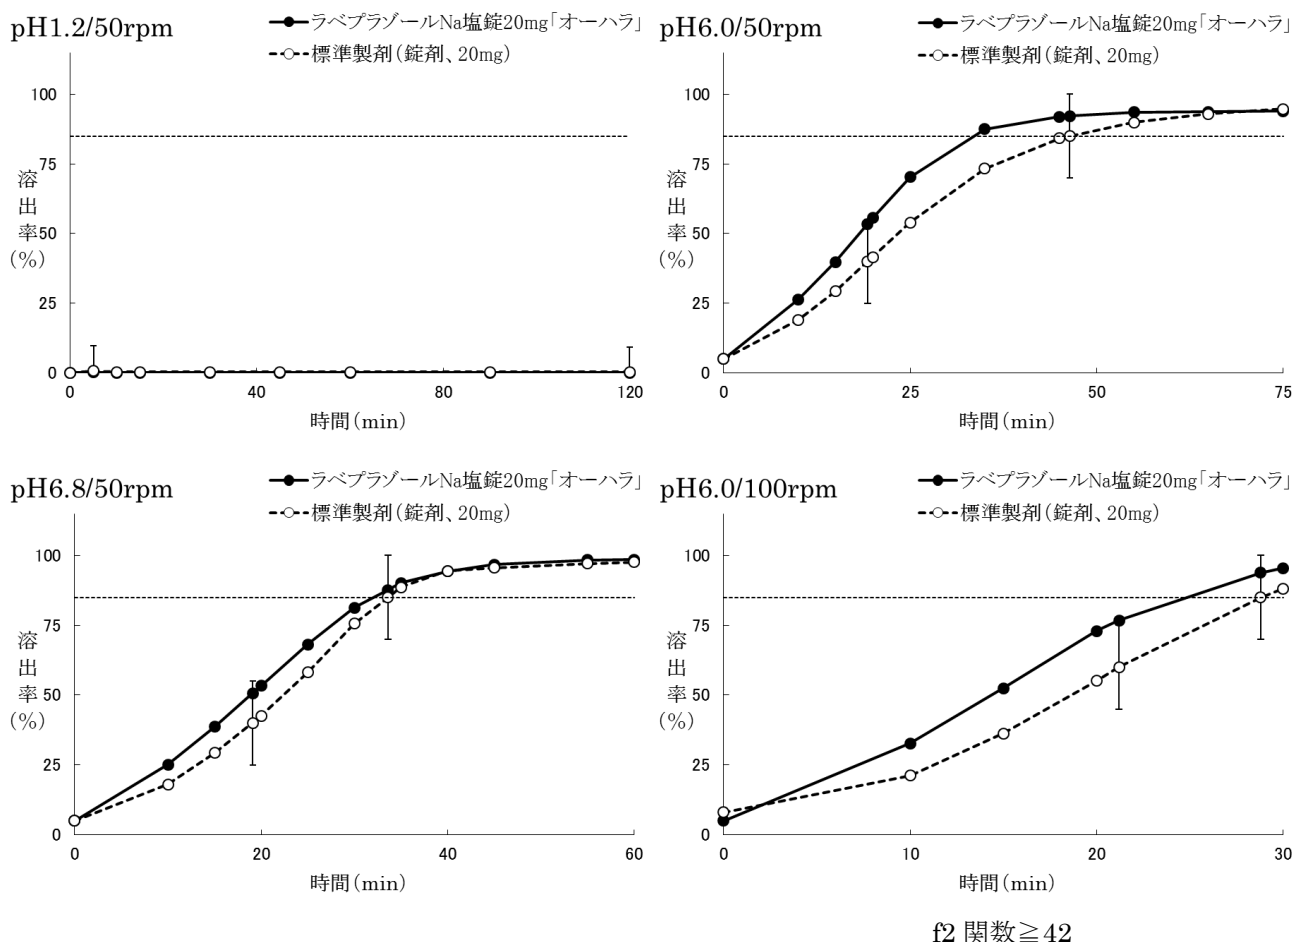 pH1.2/50rpm
ラベプラゾールNa塩錠20mg「オーハラ」
標準製剤(錠剤、20mg)
100
75
50
25
0
溶
出
率
(%)
0
40
80
120
時間(min)
pH6.0/50rpm
ラベプラゾールNa塩錠20mg「オーハラ」
標準製剤(錠剤、20mg)
100
75
50
25
0
溶
出
率
(%)
0
25
50
75
時間(min)
pH6.8/50rpm
ラベプラゾールNa塩錠20mg「オーハラ」
標準製剤(錠剤、20mg)
100
75
50
25
0
溶
出
率
(%)
0
20
40
60
時間(min)
pH6.0/100rpm
ラベプラゾールNa塩錠20mg「オーハラ」
標準製剤(錠剤、20mg)
100
75
50
25
0
溶
出
率
(%)
0
10
20
30
時間(min)
f2 関数≧42